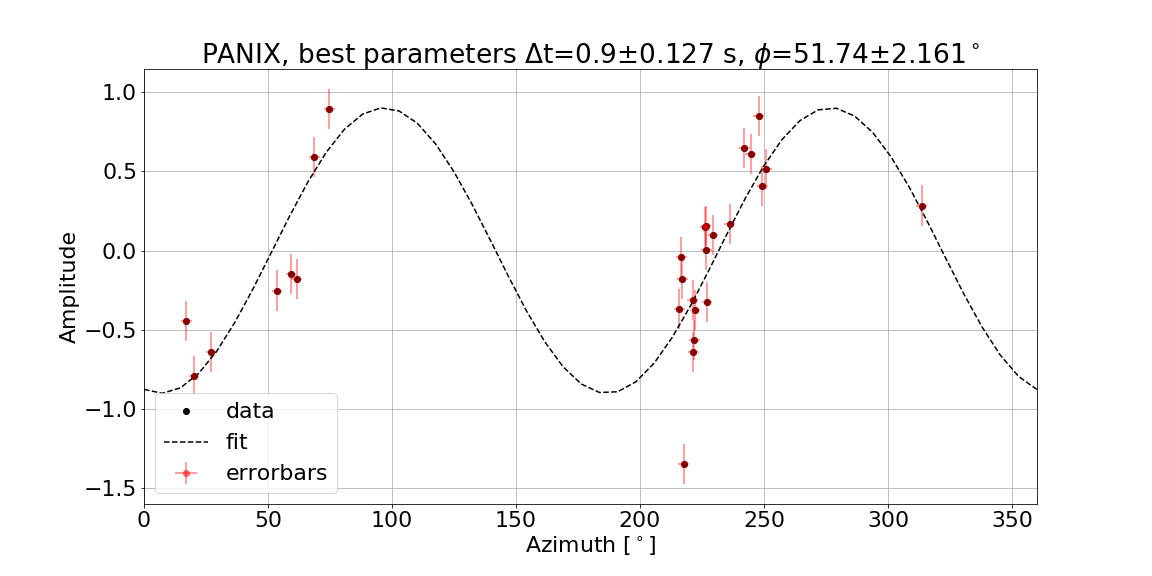 PANIX, best parameters Δt=0.9±0.127 s, ϕ=51.74±2.161°
1.0
0.5
0.0
−0.5
−1.0
−1.5
Amplitude
data
fit
errorbars
0 50 100 150 200 250 300 350
Azimuth [°]